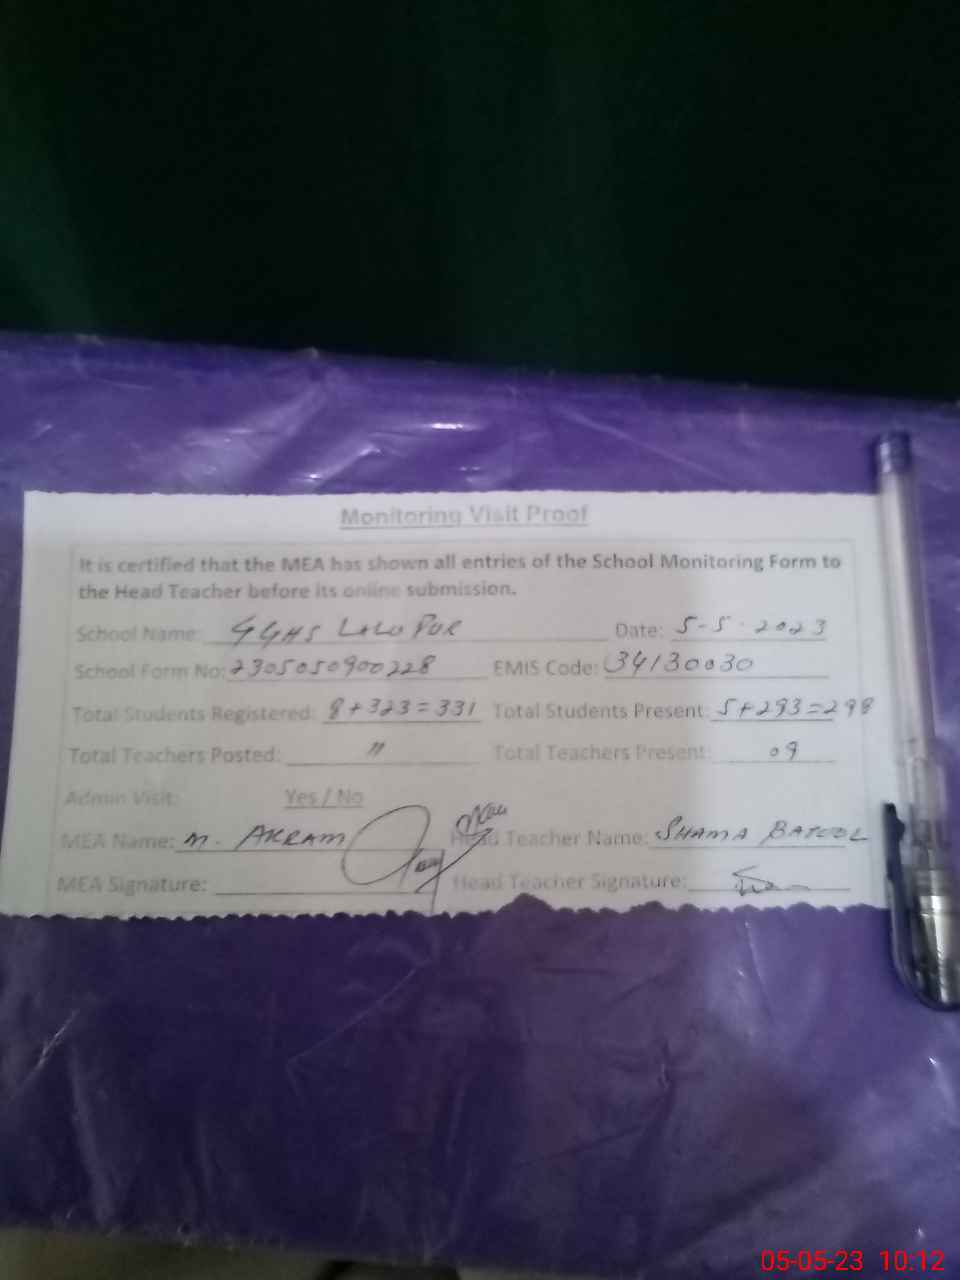 Monitoring Visit Proof
It is certified that the MEA has shown all entries of the School Monitoring Form to
the Head Teacher before its online submission.
School Name: GGHS LALU PUR Date: 5-5-2023
School Form No: 2305050900228 EMIS Code: 34130030
Total Students Registered: 8+323=331 Total Students Present: 5+293=298
Total Teachers Posted: 11 Total Teachers Present: 09
Admin Visit: Yes / No
MEA Name: M. AKRAM Head Teacher Name: SHAMA BATOOL
MEA Signature: Head Teacher Signature:
05-05-23 10:12